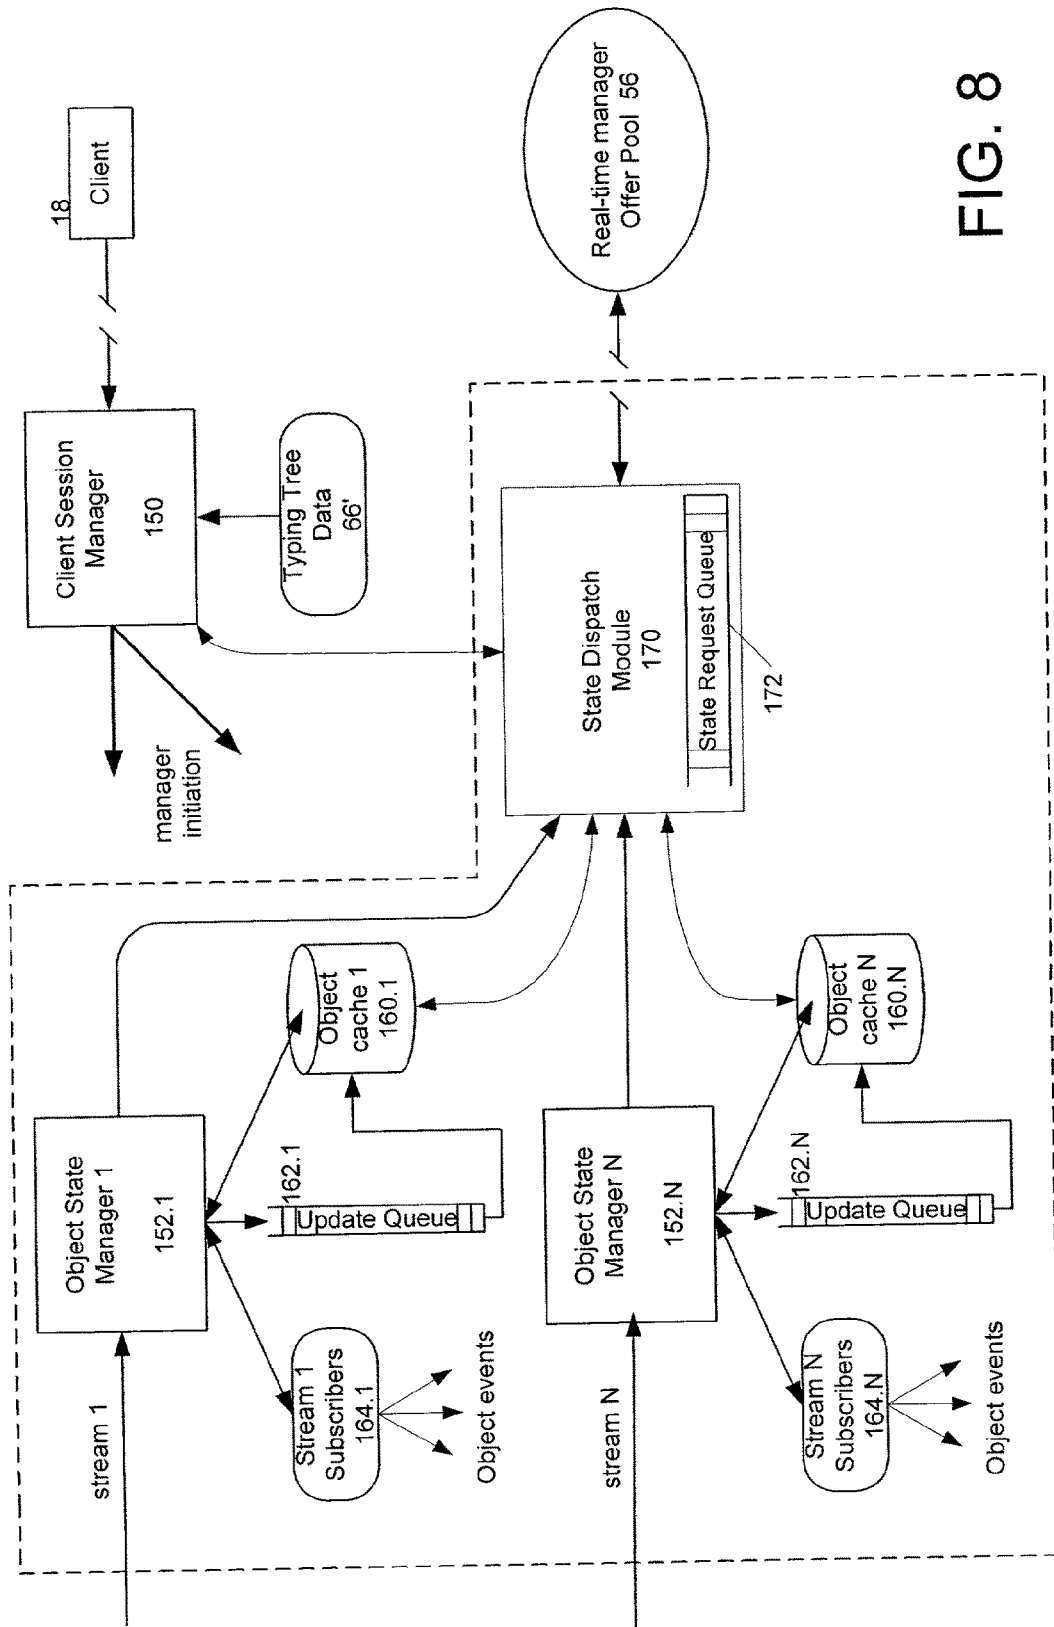 stream 1
Object State
Manager 1
152.1
Stream 1
Subscribers
164.1
Object events
162.1
Update Queue
Object
cache 1
160.1
manager
initiation
Client Session
Manager
150
Typing Tree
Data
66'
18
Client
stream N
Object State
Manager N
152.N
Stream N
Subscribers
164.N
Object events
162.N
Update Queue
Object
cache N
160.N
State Dispatch
Module
170
State Request Queue
172
Real-time manager
Offer Pool 56
FIG. 8